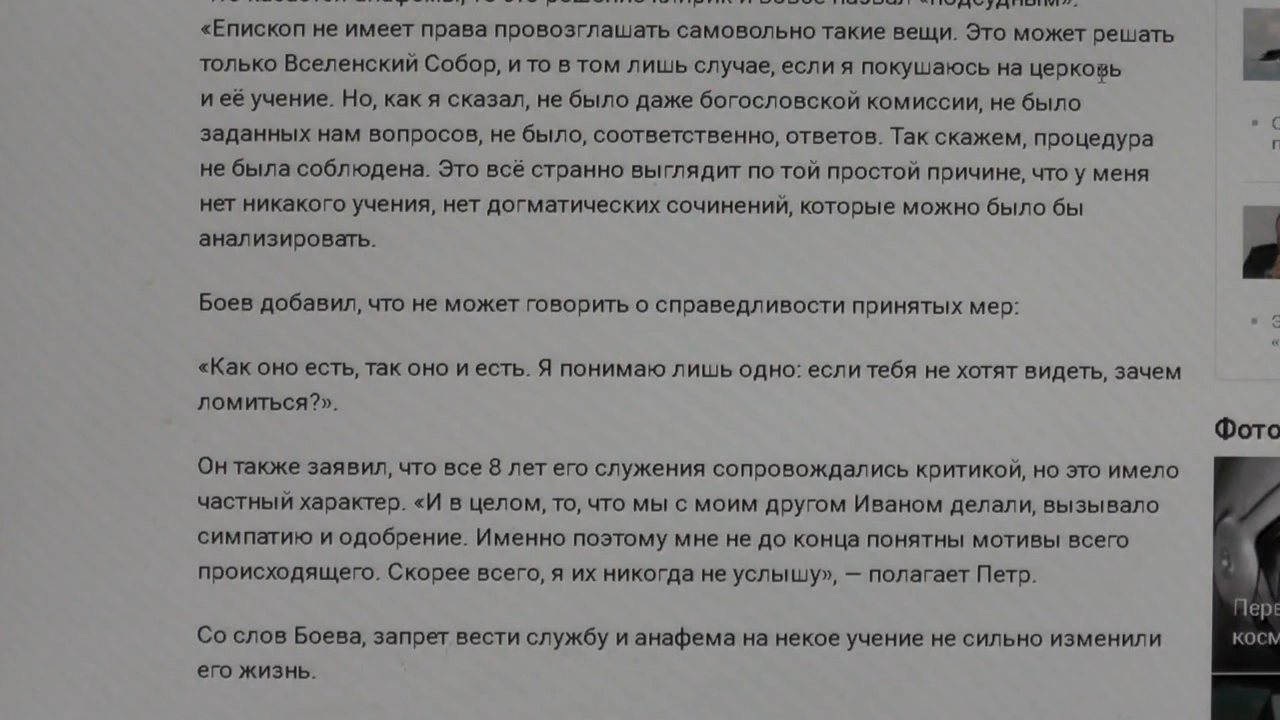 «Епископ не имеет права провозглашать самовольно такие вещи. Это может решать
только Вселенский Собор, и то в том лишь случае, если я покушаюсь на церковь
и её учение. Но, как я сказал, не было даже богословской комиссии, не было
заданных нам вопросов, не было, соответственно, ответов. Так скажем, процедура
не была соблюдена. Это всё странно выглядит по той простой причине, что у меня
нет никакого учения, нет догматических сочинений, которые можно было бы
анализировать.
Боев добавил, что не может говорить о справедливости принятых мер:
«Как оно есть, так оно и есть. Я понимаю лишь одно: если тебя не хотят видеть, зачем
ломиться?».
Он также заявил, что все 8 лет его служения сопровождались критикой, но это имело
частный характер. «И в целом, то, что мы с моим другом Иваном делали, вызывало
симпатию и одобрение. Именно поэтому мне не до конца понятны мотивы всего
происходящего. Скорее всего, я их никогда не услышу», — полагает Петр.
Со слов Боева, запрет вести службу и анафема на некое учение не сильно изменили
его жизнь.
Фото